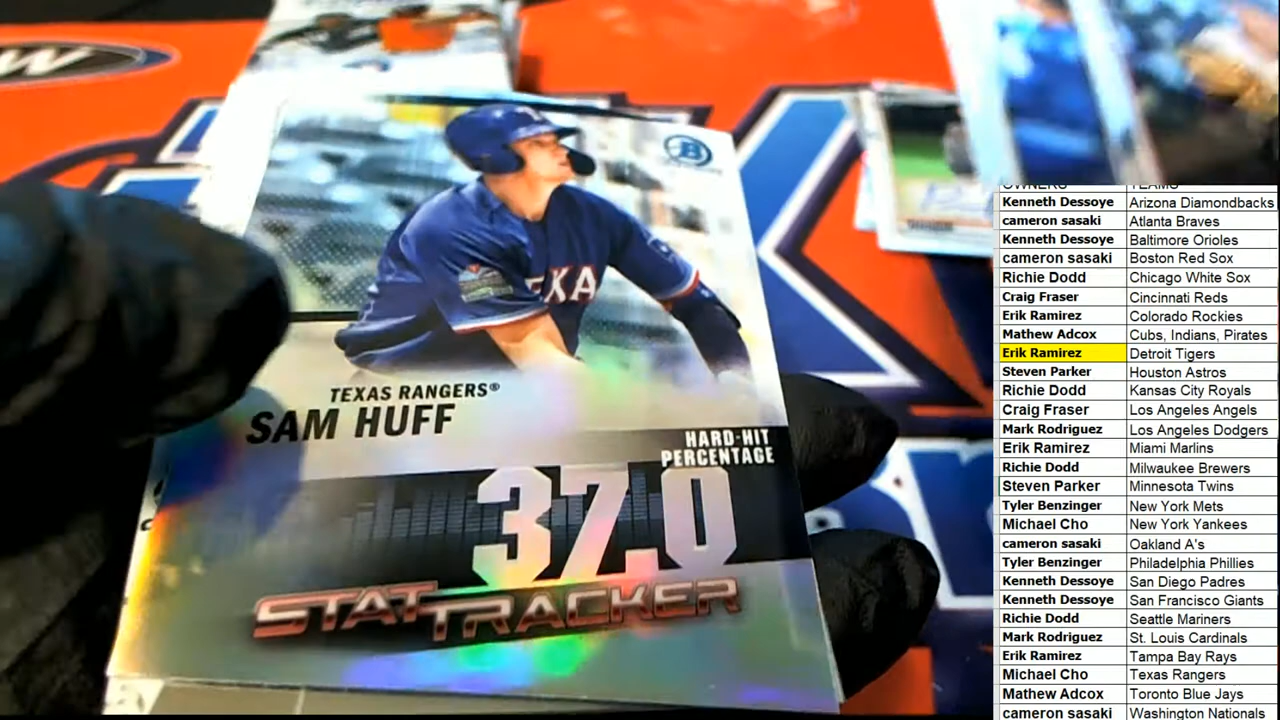 W
B
EXA
TEXAS RANGERS®
SAM HUFF
HARD-HIT
PERCENTAGE
37.0
STAT TRACKER
OWNERS TEAMS
Kenneth Dessoye Arizona Diamondbacks
cameron sasaki Atlanta Braves
Kenneth Dessoye Baltimore Orioles
cameron sasaki Boston Red Sox
Richie Dodd Chicago White Sox
Craig Fraser Cincinnati Reds
Erik Ramirez Colorado Rockies
Mathew Adcox Cubs, Indians, Pirates
Erik Ramirez Detroit Tigers
Steven Parker Houston Astros
Richie Dodd Kansas City Royals
Craig Fraser Los Angeles Angels
Mark Rodriguez Los Angeles Dodgers
Erik Ramirez Miami Marlins
Richie Dodd Milwaukee Brewers
Steven Parker Minnesota Twins
Tyler Benzinger New York Mets
Michael Cho New York Yankees
cameron sasaki Oakland A's
Tyler Benzinger Philadelphia Phillies
Kenneth Dessoye San Diego Padres
Kenneth Dessoye San Francisco Giants
Richie Dodd Seattle Mariners
Mark Rodriguez St. Louis Cardinals
Erik Ramirez Tampa Bay Rays
Michael Cho Texas Rangers
Mathew Adcox Toronto Blue Jays
cameron sasaki Washington Nationals